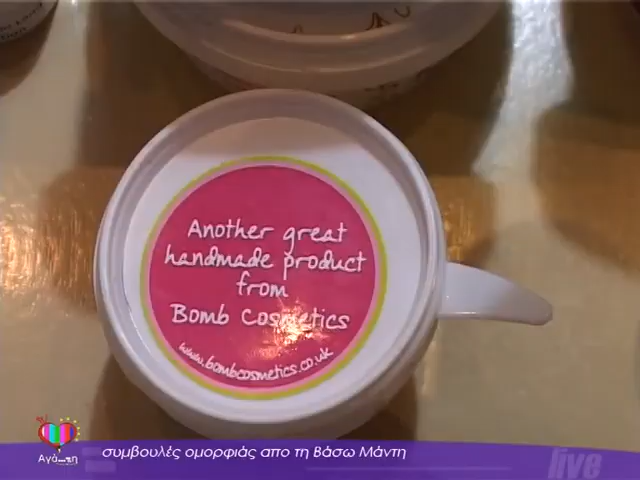 Another great
handmade product
from
Bomb Cosmetics
www.bombcosmetics.co.uk
συμβουλές ομορφιάς απο τη Βάσω Μάντη
live